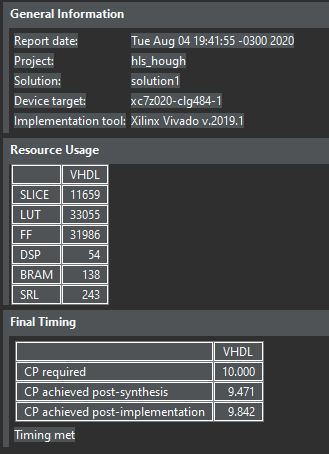 General Information
Report date: Tue Aug 04 19:41:55 -0300 2020
Project: hls_hough
Solution: solution1
Device target: xc7z020-clg484-1
Implementation tool: Xilinx Vivado v.2019.1
Resource Usage
VHDL
SLICE 11659
LUT 33055
FF 31986
DSP 54
BRAM 138
SRL 243
Final Timing
VHDL
CP required 10.000
CP achieved post-synthesis 9.471
CP achieved post-implementation 9.842
Timing met